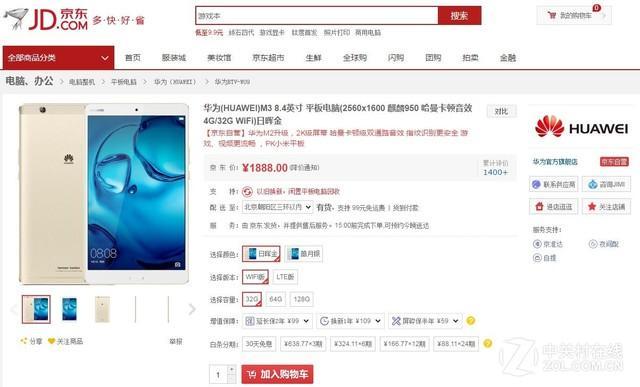 京东
JD.COM 多·快·好·省
游戏本
搜索
我的购物车 > 0
低至9.9元 绿石四代 游戏显卡 钛度首发 照片打印 商用电脑
全部商品分类
首页 服装城 美妆馆 京东超市 生鲜 全球购 闪购 团购 拍卖 金融
电脑、办公 > 电脑整机 > 平板电脑 > 华为（HUAWEI） > 华为BTV-W09
华为(HUAWEI)M3 8.4英寸 平板电脑(2560x1600 麒麟950 哈曼卡顿音效
4G/32G WiFi)日晖金
对比
【京东自营】华为M2升级，2K级屏幕 哈曼卡顿级双通路音效 指纹识别更安全 游
戏、视频更流畅 ，PK小米平板
京 东 价： ¥1888.00 (降价通知)
累计评价
1400+
支 持： 以旧换新，闲置平板电脑回收
配 送 至： 北京朝阳区三环以内 有货，支持 99元免运费 | 货到付款
服 务： 由 京东 发货，并提供售后服务。15:00前完成下单,可预约今晚送达
选择颜色： 日晖金 皓月银
选择版本： WIFI版 LTE版
选择容量： 32G 64G 128G
增值保障： 延长保2年 ¥99 换新1年 ¥109 屏碎保半年 ¥59
白条分期： 30天免息 ¥638.77×3期 ¥324.11×6期 ¥166.77×12期 ¥88.11×24期
1
加入购物车
HUAWEI
08:08
harman/kardon
分享 关注商品 举报
HUAWEI
华为官方旗舰店 京东自营
联系供应商 咨询JIMI
进店逛逛 关注店铺
京准达 夜间配
自提
中关村在线
ZOL.COM.CN